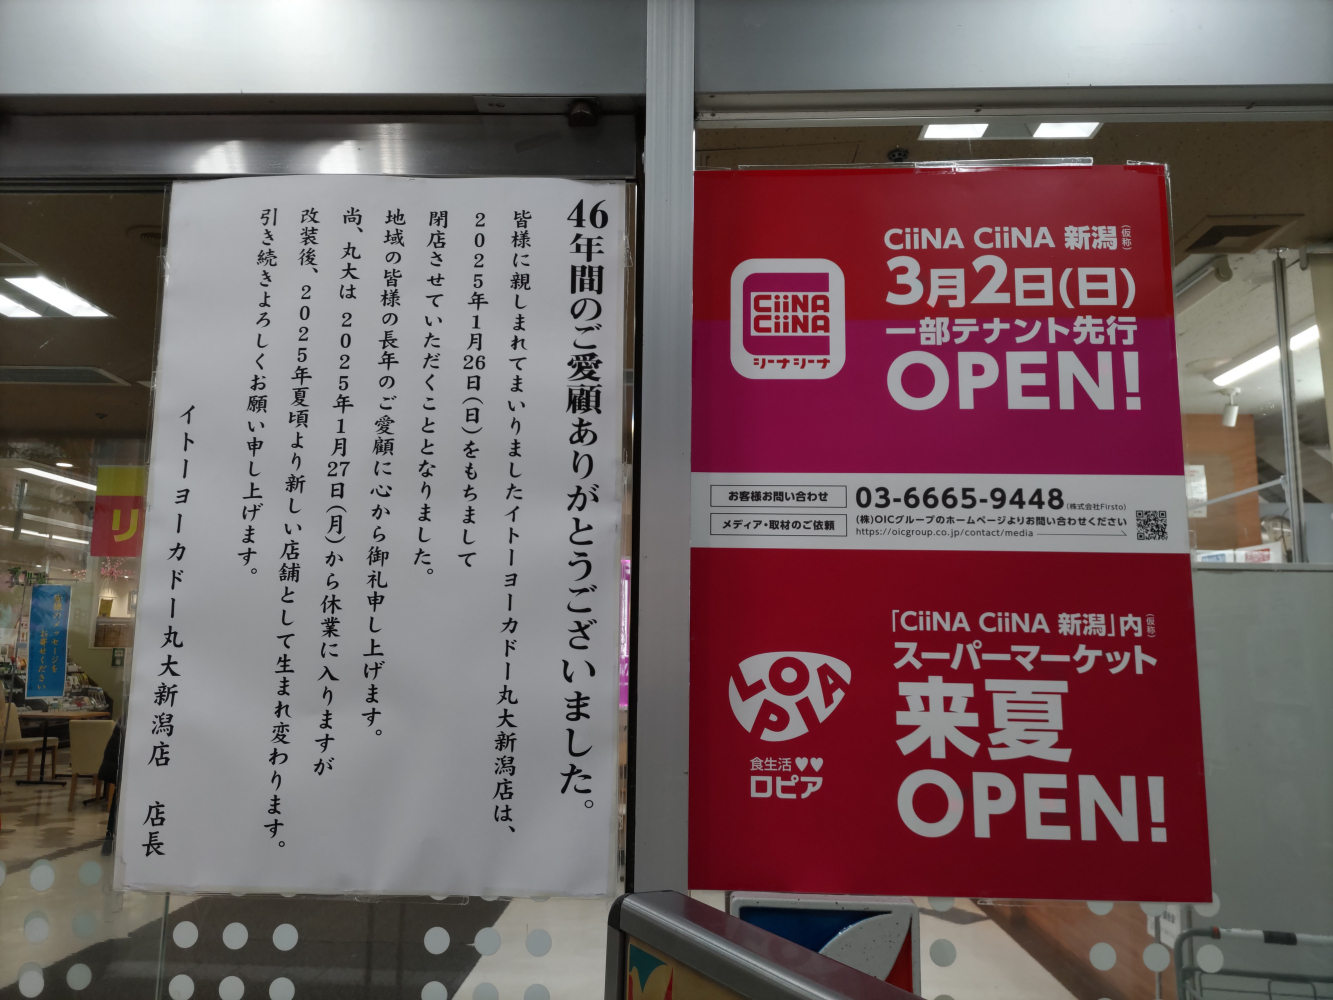 46年間のご愛顧ありがとうございました。
皆様に親しまれてまいりましたイトーヨーカドー丸大新潟店は、
2025年1月26日(日)をもちまして
閉店させていただくこととなりました。
地域の皆様の長年のご愛顧に心から御礼申し上げます。
尚、丸大は 2025年1月27日(月)から休業に入りますが
改装後、2025年夏頃より新しい店舗として生まれ変わります。
引き続きよろしくお願い申し上げます。
イトーヨーカドー丸大新潟店 店長
CiiNA CiiNA 新潟(仮称)
3月2日(日)
一部テナント先行
OPEN!
CiiNA
CiiNA
シーナシーナ
お客様お問い合わせ
03-6665-9448(株式会社Firsto)
メディア・取材のご依頼
(株)OICグループのホームページよりお問い合わせください
https://oicgroup.co.jp/contact/media
「CiiNA CiiNA 新潟」内(仮称)
スーパーマーケット
来夏
OPEN!
LOPIA
食生活♥♥
ロピア
リ